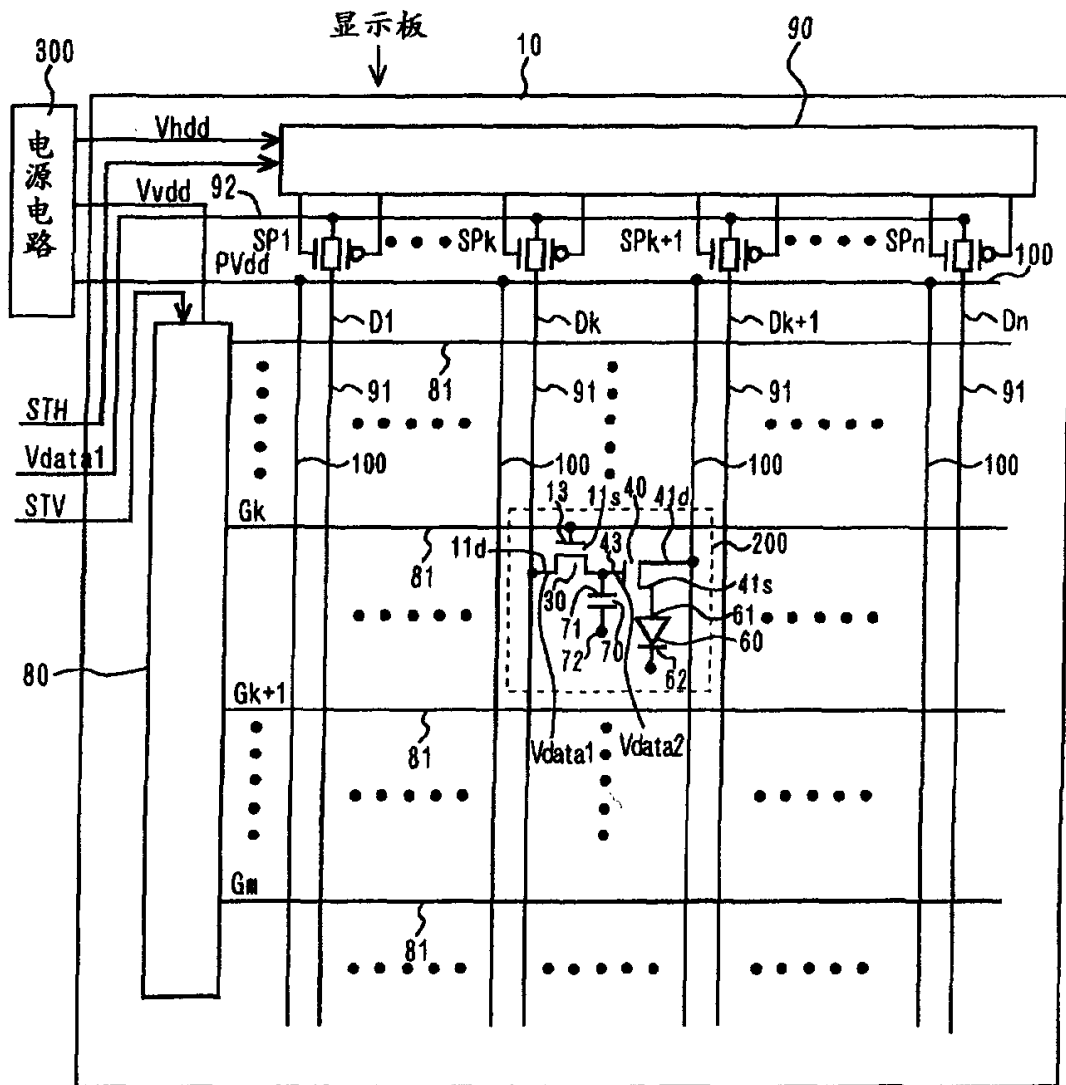 显示板
300
10
90
电源电路
Vhdd
Vvdd
92
SP1
SPk
SPk+1
SPn
PVdd
100
D1
Dk
Dk+1
Dn
81
91
91
91
91
STH
Vdata1
STV
100
100
100
100
Gk
13
11s
40
41d
200
11d
81
30
43
41s
71
61
72
70
60
62
80
Gk+1
81
Vdata1
Vdata2
Gm
81